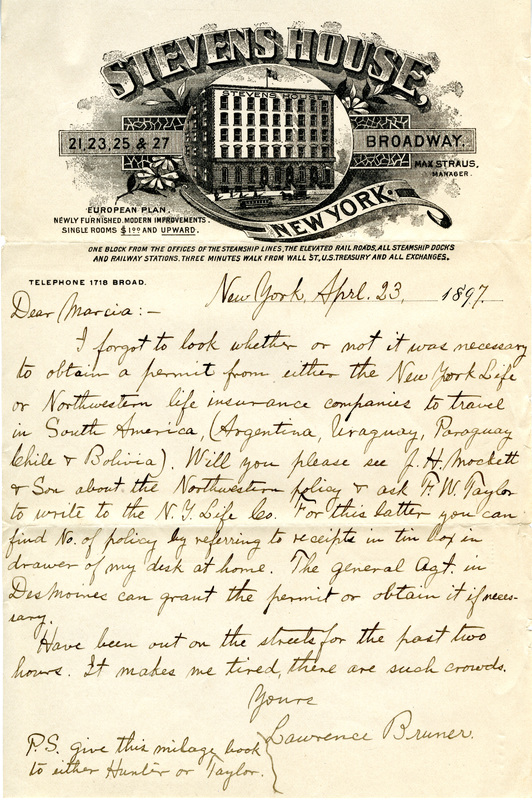 STEVENS HOUSE,
STEVENS HOUSE
21, 23, 25 & 27
BROADWAY.
MAX STRAUS,
MANAGER.
EUROPEAN PLAN,
NEWLY FURNISHED. MODERN IMPROVEMENTS.
SINGLE ROOMS $1.00 AND UPWARD.
NEW YORK.
ONE BLOCK FROM THE OFFICES OF THE STEAMSHIP LINES, THE ELEVATED RAIL ROADS, ALL STEAMSHIP DOCKS
AND RAILWAY STATIONS. THREE MINUTES WALK FROM WALL ST, U.S. TREASURY AND ALL EXCHANGES.
TELEPHONE 1718 BROAD.
New York, Aprl. 23, 1897.
Dear Marcia:—
I forgot to look whether or not it was necessary
to obtain a permit from either the New York Life
or Northwestern life insurance companies to travel
in South America, (Argentina, Uraguay, Paraguay
Chile & Bolivia). Will you please see J. H. Mockett
& Son about the Northwestern policy & ask F. W. Taylor
to write to the N.Y. Life Co. For this latter you can
find No. of policy by referring to receipts in tin box in
drawer of my desk at home. The general Agt. in
DesMoines can grant the permit or obtain it if neces-
sary.
Have been out on the streets for the past two
hours. It makes me tired, there are such crowds.
Yours
Lawrence Bruner.
P.S. give this milage book
to either Hunter or Taylor.